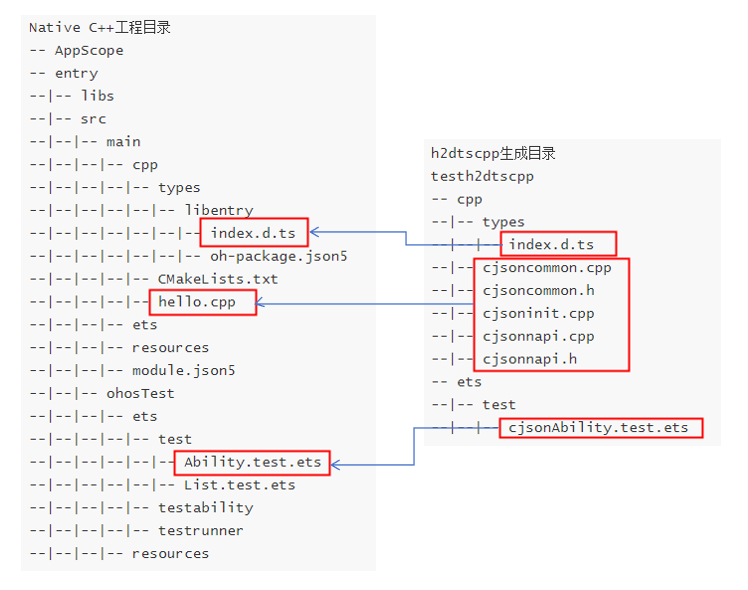 Native C++工程目录
-- AppScope
-- entry
--|-- libs
--|-- src
--|--|-- main
--|--|--|-- cpp
--|--|--|--|-- types
--|--|--|--|--|-- libentry
--|--|--|--|--|--|-- index.d.ts
--|--|--|--|--|--|-- oh-package.json5
--|--|--|--|-- CMakeLists.txt
--|--|--|--|-- hello.cpp
--|--|--|-- ets
--|--|--|-- resources
--|--|--|-- module.json5
--|--|-- ohosTest
--|--|--|-- ets
--|--|--|--|-- test
--|--|--|--|--|-- Ability.test.ets
--|--|--|--|--|-- List.test.ets
--|--|--|--|-- testability
--|--|--|--|-- testrunner
--|--|--|-- resources
h2dtscpp生成目录
testh2dtscpp
-- cpp
--|-- types
--|--|-- index.d.ts
--|-- cjsoncommon.cpp
--|-- cjsoncommon.h
--|-- cjsoninit.cpp
--|-- cjsonnapi.cpp
--|-- cjsonnapi.h
-- ets
--|-- test
--|--|-- cjsonAbility.test.ets